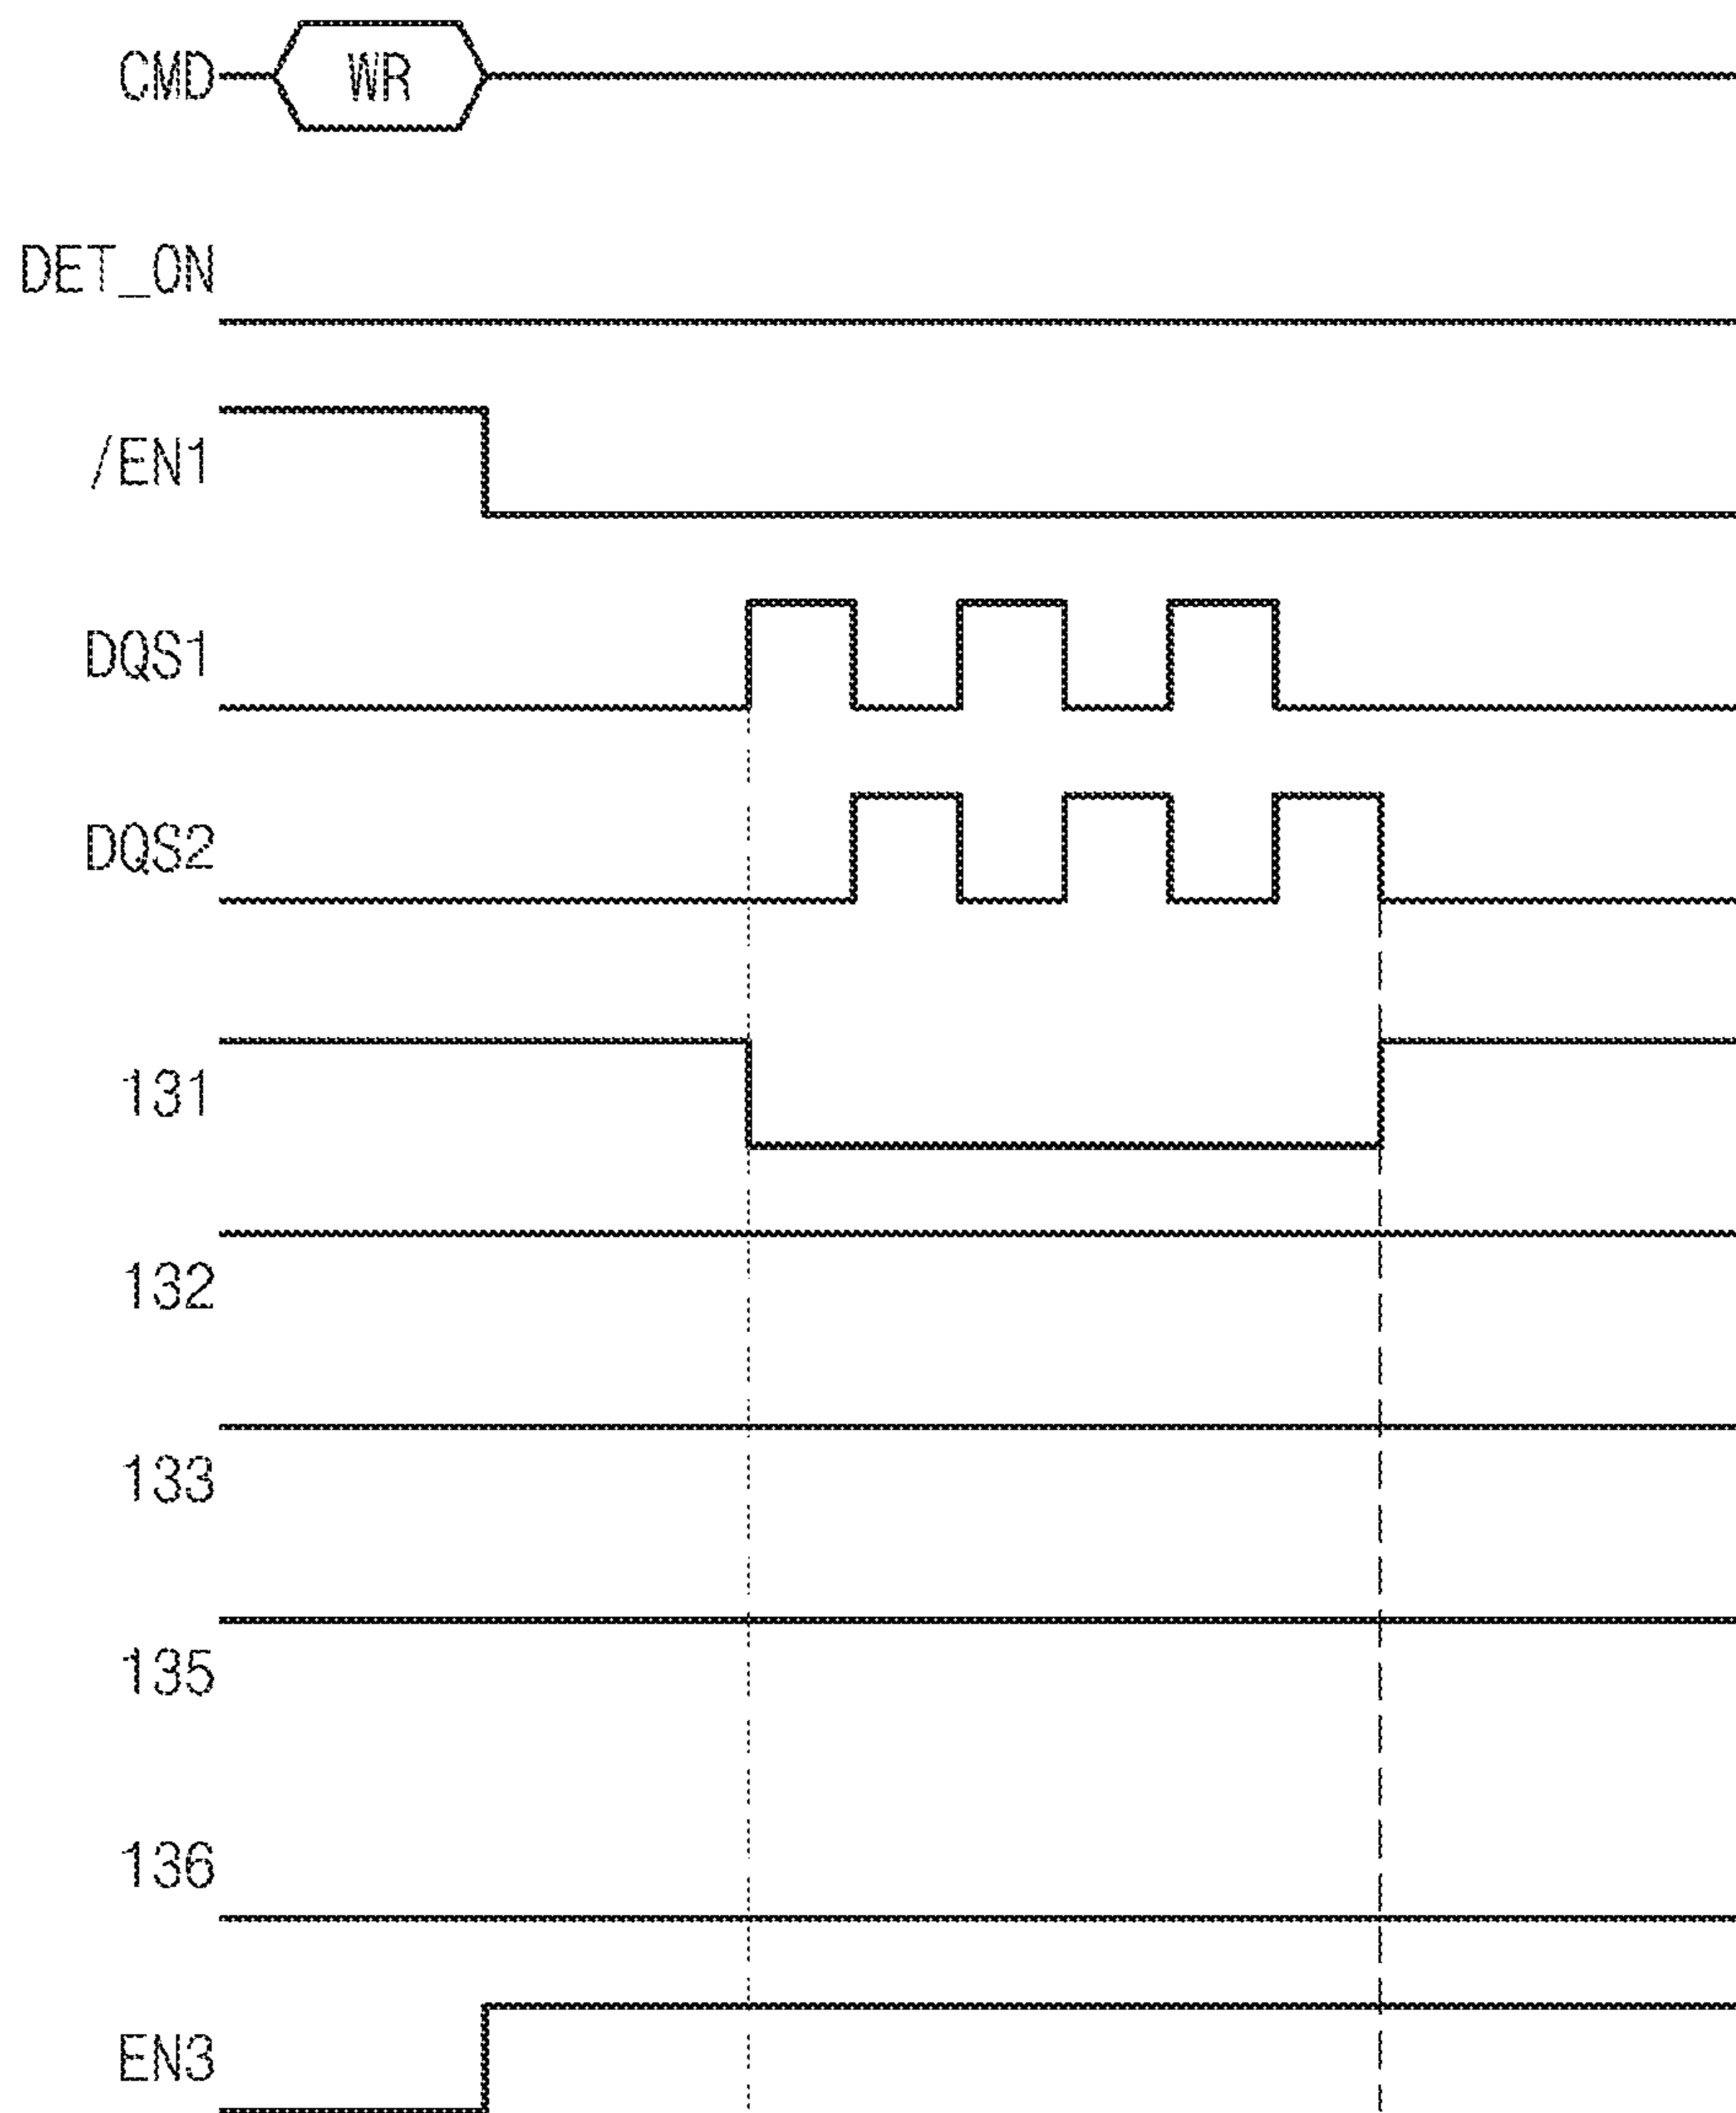 CMD WR
DET_ON
/EN1
DQS1
DQS2
131
132
133
135
136
EN3